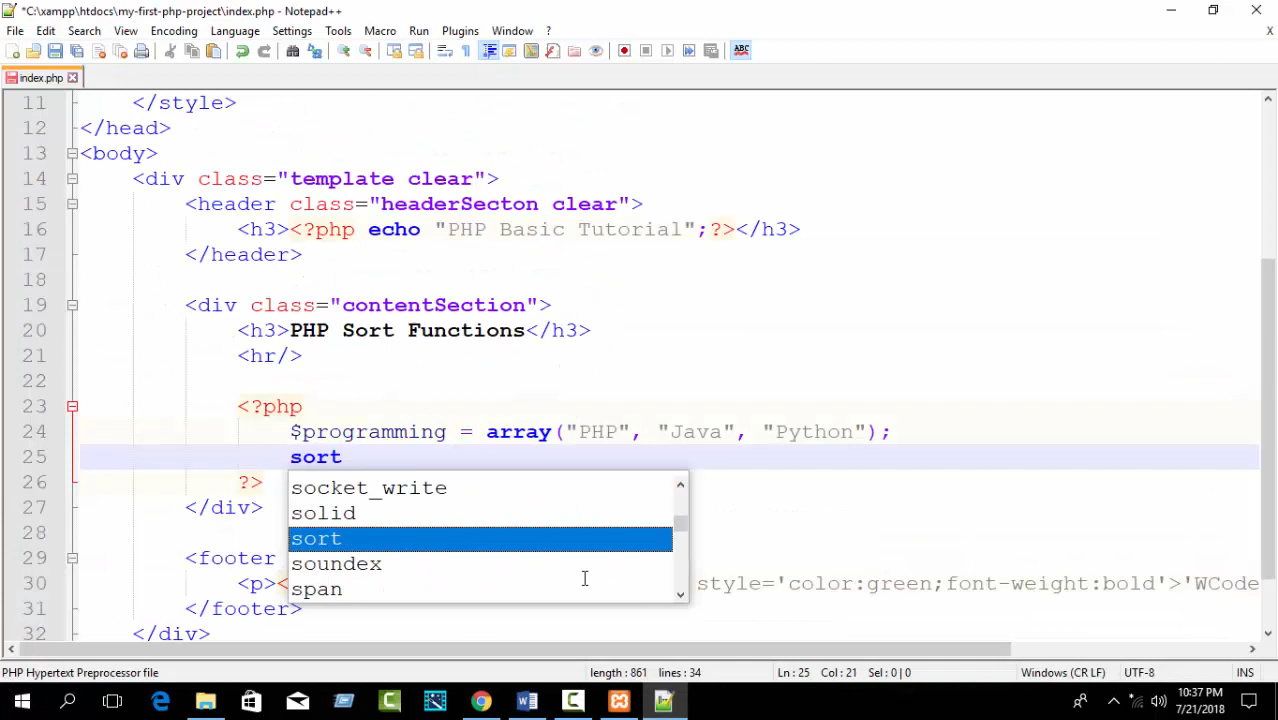 *C:\xampp\htdocs\my-first-php-project\index.php - Notepad++
File Edit Search View Encoding Language Settings Tools Macro Run Plugins Window ? X
ABC
index.php
11 </style>
12 </head>
13 <body>
14 <div class="template clear">
15 <header class="headerSecton clear">
16 <h3><?php echo "PHP Basic Tutorial";?></h3>
17 </header>
18
19 <div class="contentSection">
20 <h3>PHP Sort Functions</h3>
21 <hr/>
22
23 <?php
24 $programming = array("PHP", "Java", "Python");
25 sort
26 ?>
socket_write
27 </div>
solid
28
sort
29 <footer
soundex
30 <p>< style='color:green;font-weight:bold'>'WCode
span
31 </footer>
32 </div>
PHP Hypertext Preprocessor file length : 861 lines : 34 Ln : 25 Col : 21 Sel : 0 | 0 Windows (CR LF) UTF-8 INS
10:37 PM
7/21/2018